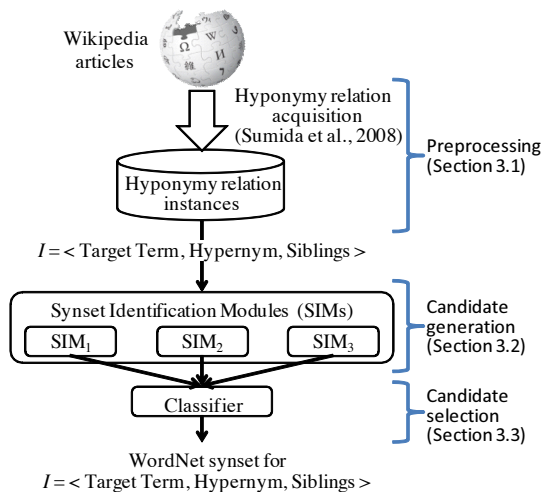 Wikipedia
articles
Ω
W
И
維
Hyponymy relation
acquisition
(Sumida et al., 2008)
Preprocessing
(Section 3.1)
Hyponymy relation
instances
I = < Target Term, Hypernym, Siblings >
Synset Identification Modules (SIMs)
SIM1
SIM2
SIM3
Candidate
generation
(Section 3.2)
Classifier
Candidate
selection
(Section 3.3)
WordNet synset for
I = < Target Term, Hypernym, Siblings >